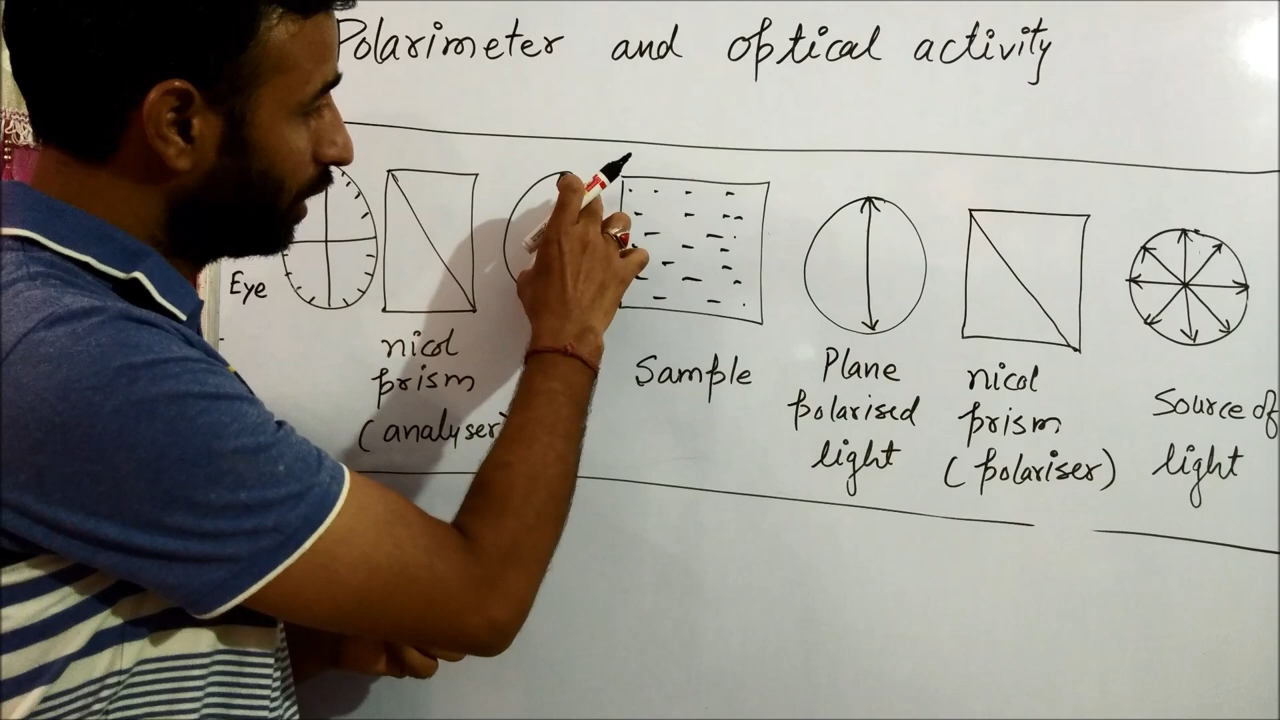 Polarimeter and optical activity
Eye
nicol
prism
(analyser)
Sample
Plane
polarised
light
nicol
prism
(polariser)
Source of
light